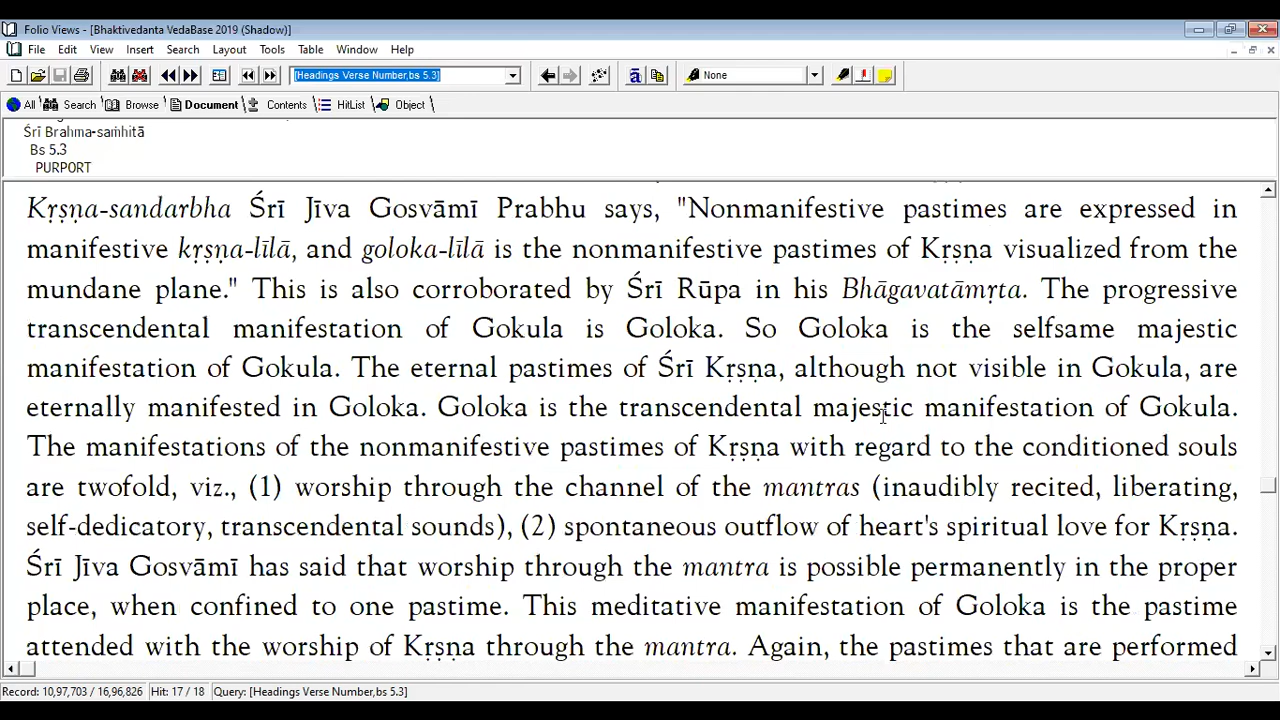 Folio Views - [Bhaktivedanta VedaBase 2019 (Shadow)]
File Edit View Insert Search Layout Tools Table Window Help
[Headings Verse Number,bs 5.3] None
All Search Browse Document Contents HitList Object
Śrī Brahma-saṁhitā
Bs 5.3
PURPORT
Kṛṣṇa-sandarbha Śrī Jīva Gosvāmī Prabhu says, "Nonmanifestive pastimes are expressed in
manifestive kṛṣṇa-līlā, and goloka-līlā is the nonmanifestive pastimes of Kṛṣṇa visualized from the
mundane plane." This is also corroborated by Śrī Rūpa in his Bhāgavatāmṛta. The progressive
transcendental manifestation of Gokula is Goloka. So Goloka is the selfsame majestic
manifestation of Gokula. The eternal pastimes of Śrī Kṛṣṇa, although not visible in Gokula, are
eternally manifested in Goloka. Goloka is the transcendental majestic manifestation of Gokula.
The manifestations of the nonmanifestive pastimes of Kṛṣṇa with regard to the conditioned souls
are twofold, viz., (1) worship through the channel of the mantras (inaudibly recited, liberating,
self-dedicatory, transcendental sounds), (2) spontaneous outflow of heart's spiritual love for Kṛṣṇa.
Śrī Jīva Gosvāmī has said that worship through the mantra is possible permanently in the proper
place, when confined to one pastime. This meditative manifestation of Goloka is the pastime
attended with the worship of Kṛṣṇa through the mantra. Again, the pastimes that are performed
Record: 10,97,703 / 16,96,826 Hit: 17 / 18 Query: [Headings Verse Number,bs 5.3]